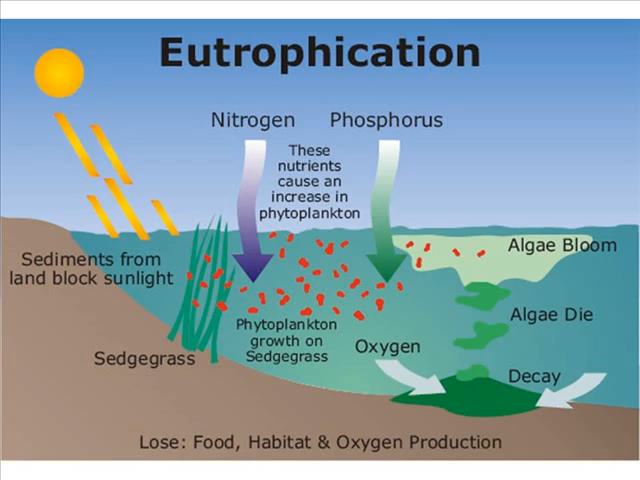 Eutrophication
Nitrogen
Phosphorus
These
nutrients
cause an
increase in
phytoplankton
Sediments from
land block sunlight
Algae Bloom
Algae Die
Phytoplankton
growth on
Sedgegrass
Oxygen
Sedgegrass
Decay
Lose: Food, Habitat & Oxygen Production